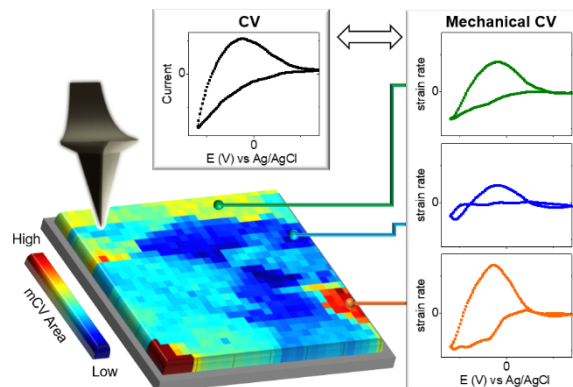 CV
Current
0
0
E (V) vs Ag/AgCl
Mechanical CV
strain rate
0
strain rate
0
strain rate
0
0
E (V) vs Ag/AgCl
High
mCV Area
Low